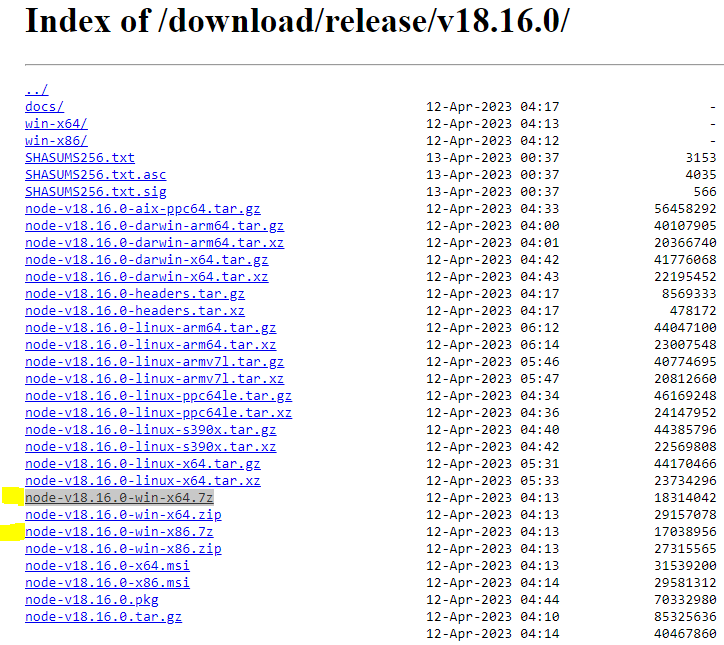 Index of /download/release/v18.16.0/
../
docs/ 12-Apr-2023 04:17 -
win-x64/ 12-Apr-2023 04:13 -
win-x86/ 12-Apr-2023 04:12 -
SHASUMS256.txt 13-Apr-2023 00:37 3153
SHASUMS256.txt.asc 13-Apr-2023 00:37 4035
SHASUMS256.txt.sig 13-Apr-2023 00:37 566
node-v18.16.0-aix-ppc64.tar.gz 12-Apr-2023 04:33 56458292
node-v18.16.0-darwin-arm64.tar.gz 12-Apr-2023 04:00 40107905
node-v18.16.0-darwin-arm64.tar.xz 12-Apr-2023 04:01 20366740
node-v18.16.0-darwin-x64.tar.gz 12-Apr-2023 04:42 41776068
node-v18.16.0-darwin-x64.tar.xz 12-Apr-2023 04:43 22195452
node-v18.16.0-headers.tar.gz 12-Apr-2023 04:17 8569333
node-v18.16.0-headers.tar.xz 12-Apr-2023 04:17 478172
node-v18.16.0-linux-arm64.tar.gz 12-Apr-2023 06:12 44047100
node-v18.16.0-linux-arm64.tar.xz 12-Apr-2023 06:14 23007548
node-v18.16.0-linux-armv7l.tar.gz 12-Apr-2023 05:46 40774695
node-v18.16.0-linux-armv7l.tar.xz 12-Apr-2023 05:47 20812660
node-v18.16.0-linux-ppc64le.tar.gz 12-Apr-2023 04:34 46169248
node-v18.16.0-linux-ppc64le.tar.xz 12-Apr-2023 04:36 24147952
node-v18.16.0-linux-s390x.tar.gz 12-Apr-2023 04:40 44385796
node-v18.16.0-linux-s390x.tar.xz 12-Apr-2023 04:42 22569808
node-v18.16.0-linux-x64.tar.gz 12-Apr-2023 05:31 44170466
node-v18.16.0-linux-x64.tar.xz 12-Apr-2023 05:33 23734296
node-v18.16.0-win-x64.7z 12-Apr-2023 04:13 18314042
node-v18.16.0-win-x64.zip 12-Apr-2023 04:13 29157078
node-v18.16.0-win-x86.7z 12-Apr-2023 04:13 17038956
node-v18.16.0-win-x86.zip 12-Apr-2023 04:13 27315565
node-v18.16.0-x64.msi 12-Apr-2023 04:13 31539200
node-v18.16.0-x86.msi 12-Apr-2023 04:14 29581312
node-v18.16.0.pkg 12-Apr-2023 04:44 70332980
node-v18.16.0.tar.gz 12-Apr-2023 04:10 85325636
12-Apr-2023 04:14 40467860